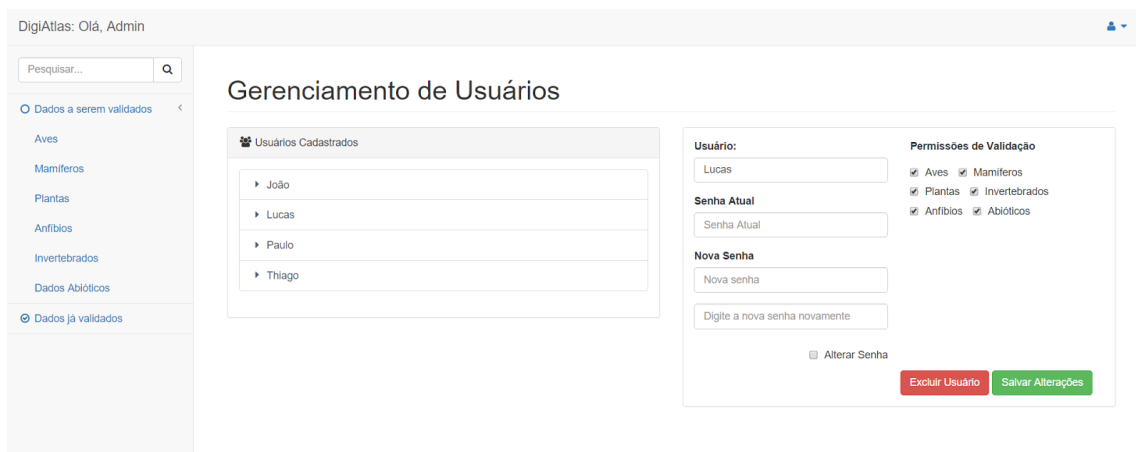 DigiAtlas: Olá, Admin
Pesquisar...
Dados a serem validados
Aves
Mamíferos
Plantas
Anfíbios
Invertebrados
Dados Abióticos
Dados já validados
Gerenciamento de Usuários
Usuários Cadastrados
João
Lucas
Paulo
Thiago
Usuário:
Lucas
Senha Atual
Senha Atual
Nova Senha
Nova senha
Digite a nova senha novamente
Alterar Senha
Permissões de Validação
Aves Mamíferos
Plantas Invertebrados
Anfíbios Abióticos
Excluir Usuário Salvar Alterações